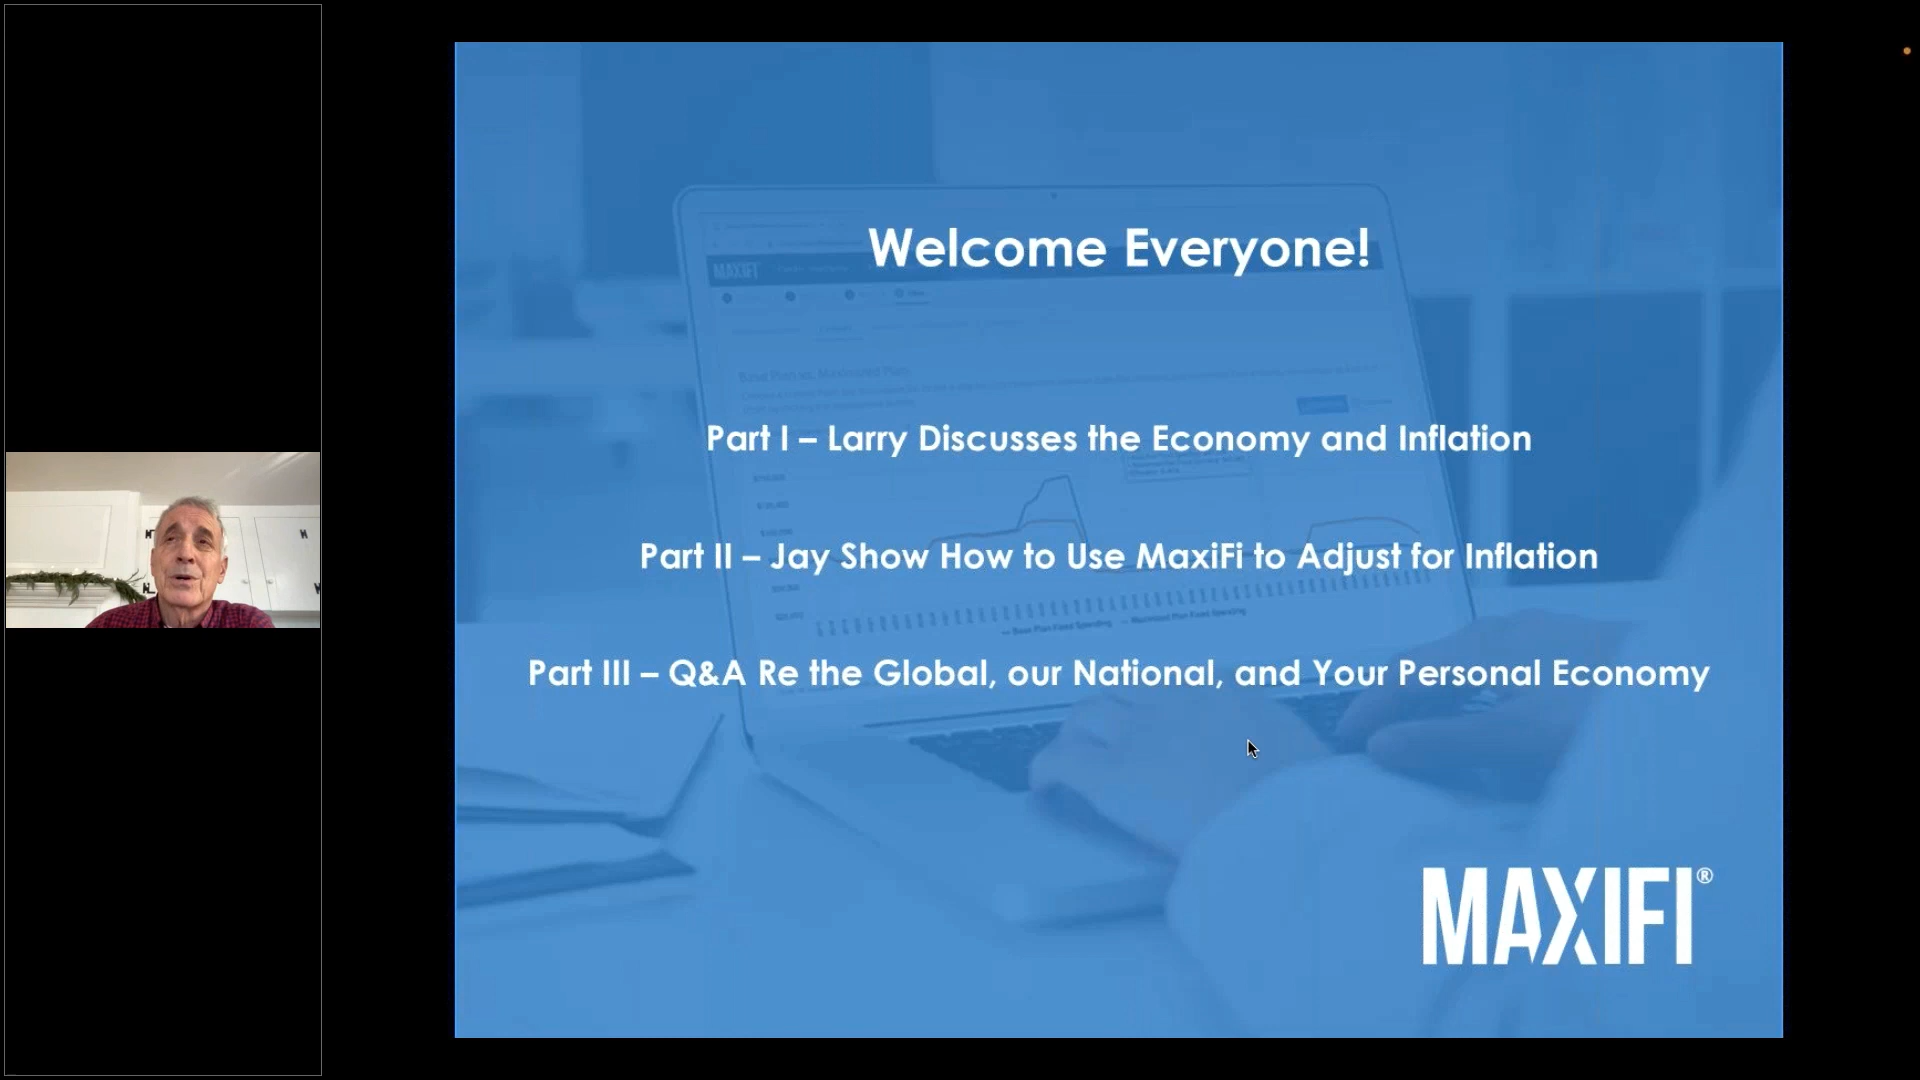 Welcome Everyone!
MAXIFI
Part I – Larry Discusses the Economy and Inflation
Part II – Jay Show How to Use MaxiFi to Adjust for Inflation
Part III – Q&A Re the Global, our National, and Your Personal Economy
MAXIFI®